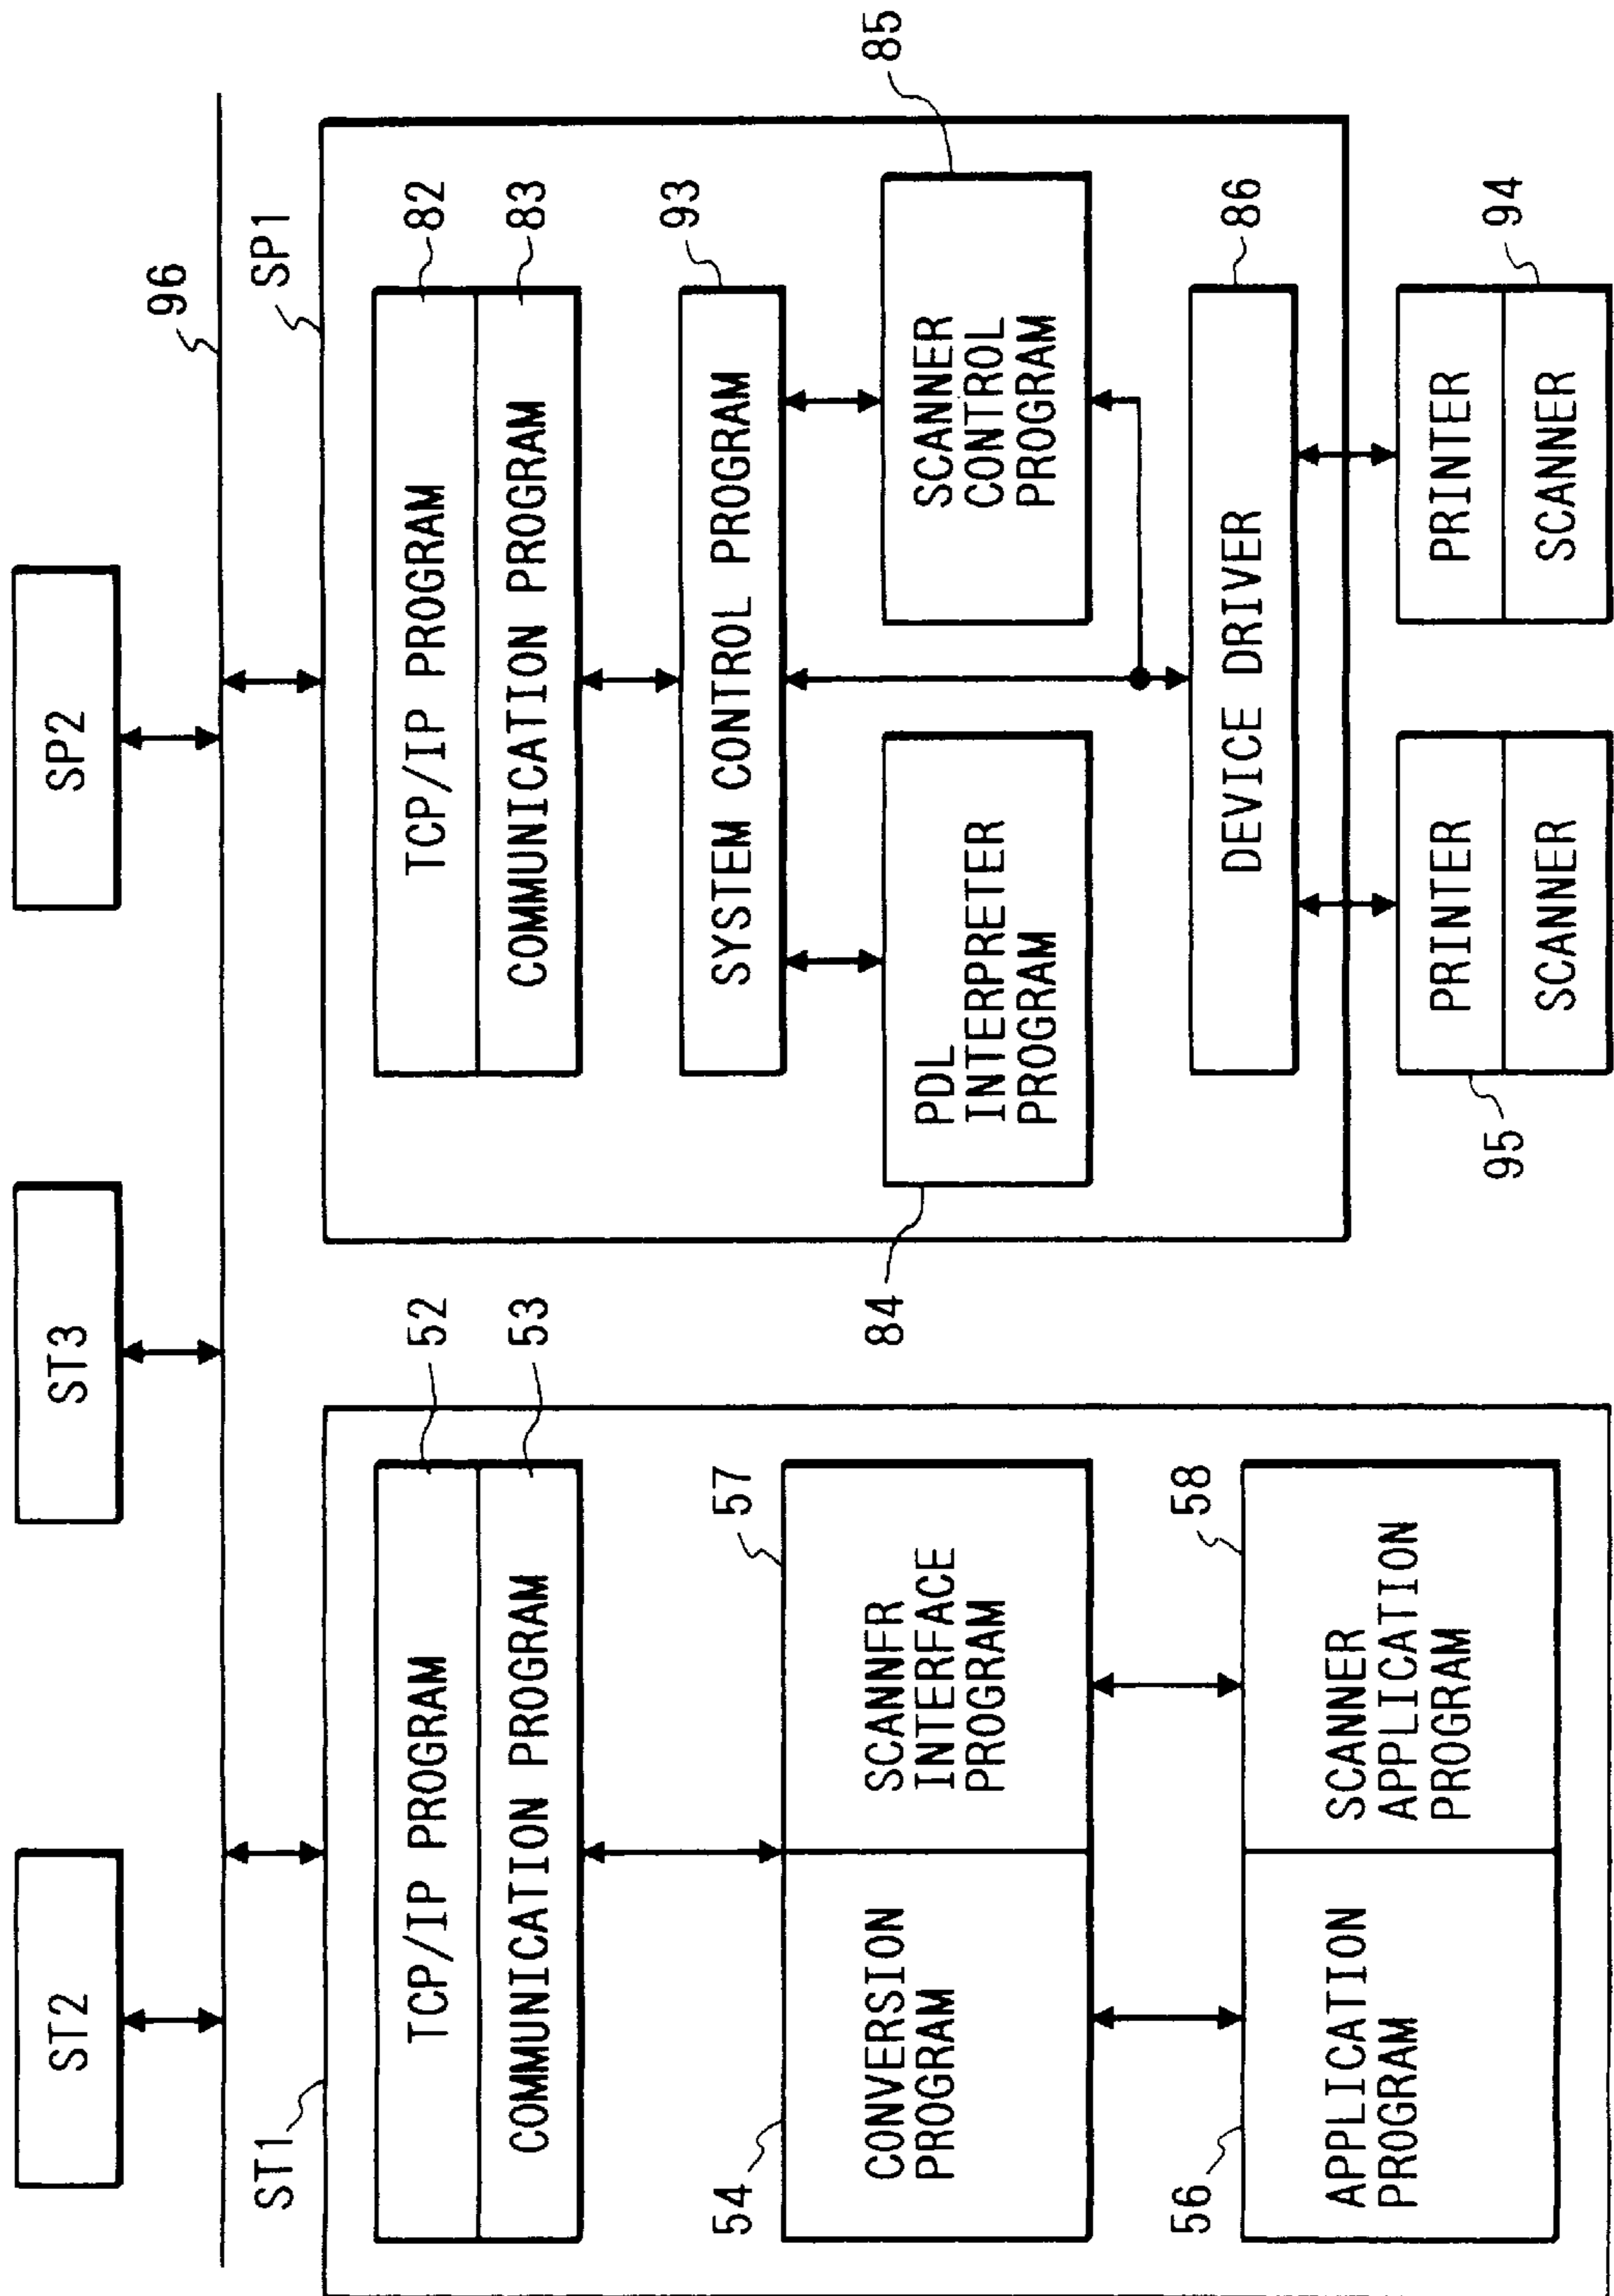 ST2
ST3
SP2
96
ST1
SP1
TCP/IP PROGRAM
52
COMMUNICATION PROGRAM
53
54
CONVERSION
PROGRAM
57
SCANNFR
INTERFACE
PROGRAM
56
APPLICATION
PROGRAM
58
SCANNER
APPLICATION
PROGRAM
TCP/IP PROGRAM
82
COMMUNICATION PROGRAM
83
SYSTEM CONTROL PROGRAM
93
84
PDL
INTERPRETER
PROGRAM
SCANNER
CONTROL
PROGRAM
85
DEVICE DRIVER
86
95
PRINTER
SCANNER
PRINTER
SCANNER
94